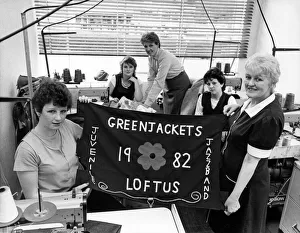 GREENJACKETS
JUVENILE
19 82
JAZZBAND
LOFTUS